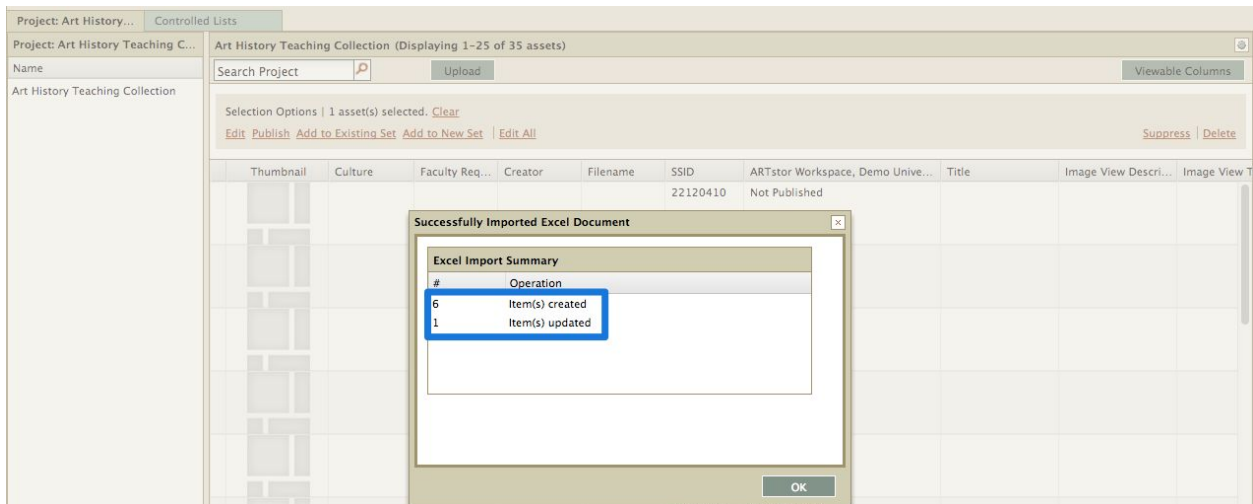 Project: Art History... Controlled Lists
Project: Art History Teaching C... Art History Teaching Collection (Displaying 1-25 of 35 assets)
Name Search Project Upload Viewable Columns
Art History Teaching Collection
Selection Options | 1 asset(s) selected. Clear
Edit Publish Add to Existing Set Add to New Set | Edit All Suppress | Delete
Thumbnail Culture Faculty Req... Creator Filename SSID ARTstor Workspace, Demo Unive... Title Image View Descri... Image View T
22120410 Not Published
Successfully Imported Excel Document
Excel Import Summary
# Operation
6 Item(s) created
1 Item(s) updated
OK